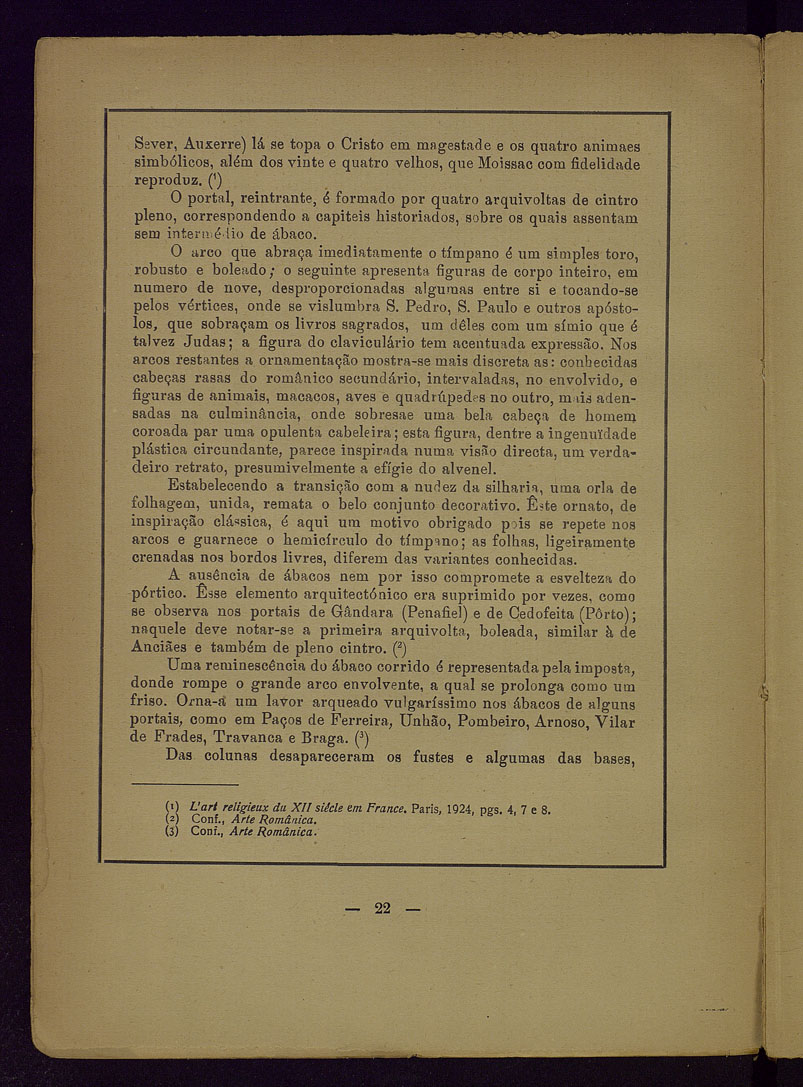 Sever, Auxerre) lá se topa o Cristo em magestade e os quatro animaes
simbólicos, além dos vinte e quatro velhos, que Moissac com fidelidade
reproduz. (¹)
O portal, reintrante, é formado por quatro arquivoltas de cintro
pleno, correspondendo a capiteis historiados, sobre os quais assentam
sem intermédio de ábaco.
O arco que abraça imediatamente o tímpano é um simples toro,
robusto e boleado; o seguinte apresenta figuras de corpo inteiro, em
numero de nove, desproporcionadas algumas entre si e tocando-se
pelos vértices, onde se vislumbra S. Pedro, S. Paulo e outros apósto-
los, que sobraçam os livros sagrados, um dêles com um símio que é
talvez Judas; a figura do claviculário tem acentuada expressão. Nos
arcos restantes a ornamentação mostra-se mais discreta as: conhecidas
cabeças rasas do românico secundário, intervaladas, no envolvido, e
figuras de animais, macacos, aves e quadrúpedes no outro, mais aden-
sadas na culminância, onde sobresae uma bela cabeça de homem
coroada par uma opulenta cabeleira; esta figura, dentre a ingenuïdade
plástica circundante, parece inspirada numa visão directa, um verda-
deiro retrato, presumivelmente a efígie do alvenel.
Estabelecendo a transição com a nudez da silharia, uma orla de
folhagem, unida, remata o belo conjunto decorativo. Êste ornato, de
inspiração clássica, é aqui um motivo obrigado pois se repete nos
arcos e guarnece o hemicírculo do tímpano; as folhas, ligeiramente
crenadas nos bordos livres, diferem das variantes conhecidas.
A ausência de ábacos nem por isso compromete a esvelteza do
pórtico. Êsse elemento arquitectónico era suprimido por vezes, como
se observa nos portais de Gândara (Penafiel) e de Cedofeita (Pôrto);
naquele deve notar-se a primeira arquivolta, boleada, similar à de
Anciães e também de pleno cintro. (²)
Uma reminescência do ábaco corrido é representada pela imposta,
donde rompe o grande arco envolvente, a qual se prolonga como um
friso. Orna-a um lavor arqueado vulgaríssimo nos ábacos de alguns
portais, como em Paços de Ferreira, Unhão, Pombeiro, Arnoso, Vilar
de Frades, Travanca e Braga. (³)
Das colunas desapareceram os fustes e algumas das bases,
(1) L'art religieux du XII siécle em France. Paris, 1924, pgs. 4, 7 e 8.
(2) Conf., Arte Românica.
(3) Conf., Arte Românica.
— 22 —